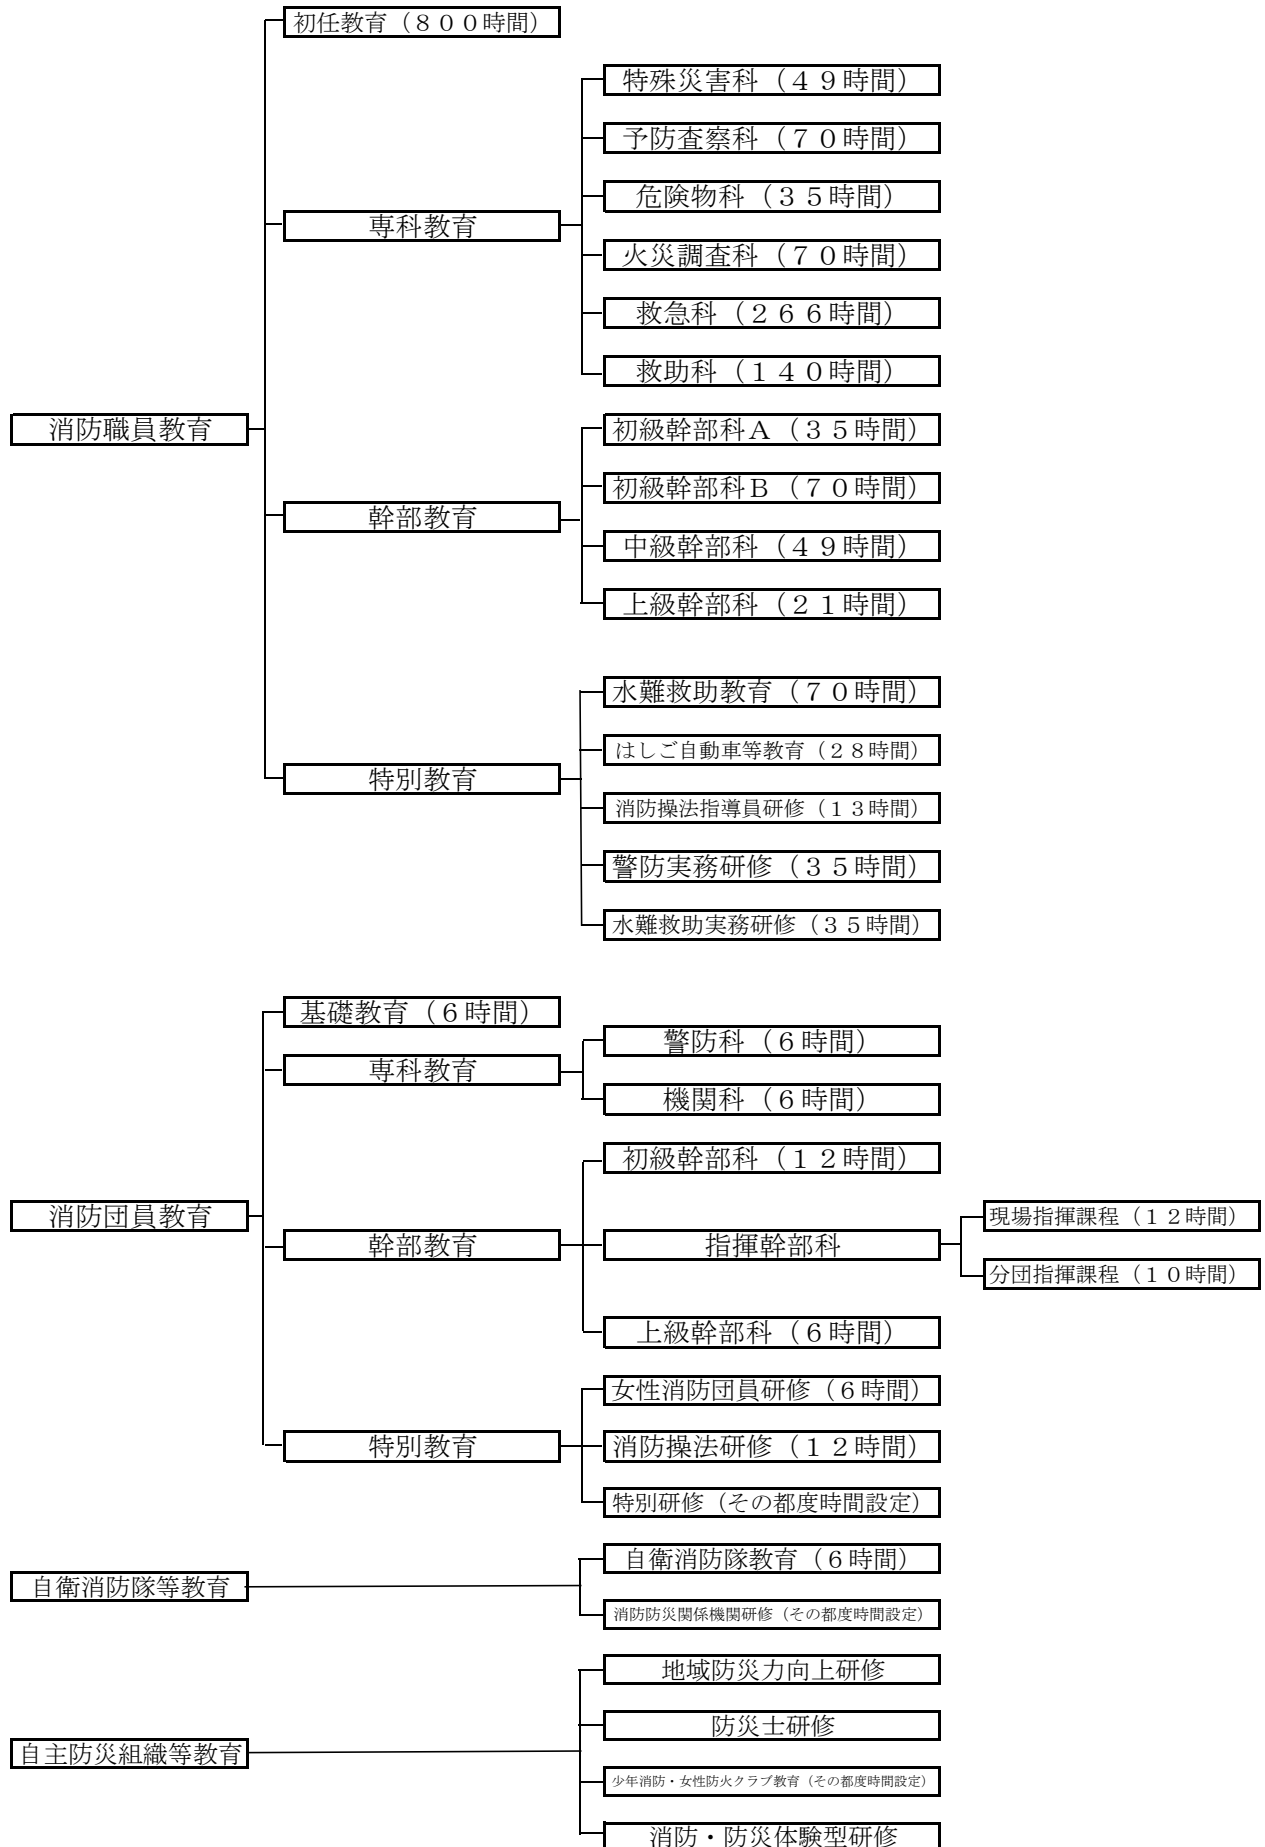 初任教育（８００時間）
特殊災害科（４９時間）
予防査察科（７０時間）
危険物科（３５時間）
専科教育
火災調査科（７０時間）
救急科（２６６時間）
救助科（１４０時間）
消防職員教育
初級幹部科Ａ（３５時間）
初級幹部科Ｂ（７０時間）
幹部教育
中級幹部科（４９時間）
上級幹部科（２１時間）
水難救助教育（７０時間）
はしご自動車等教育（２８時間）
特別教育
消防操法指導員研修（１３時間）
警防実務研修（３５時間）
水難救助実務研修（３５時間）
基礎教育（６時間）
警防科（６時間）
専科教育
機関科（６時間）
初級幹部科（１２時間）
消防団員教育
現場指揮課程（１２時間）
幹部教育
指揮幹部科
分団指揮課程（１０時間）
上級幹部科（６時間）
女性消防団員研修（６時間）
特別教育
消防操法研修（１２時間）
特別研修（その都度時間設定）
自衛消防隊教育（６時間）
自衛消防隊等教育
消防防災関係機関研修（その都度時間設定）
地域防災力向上研修
防災士研修
自主防災組織等教育
少年消防・女性防火クラブ教育（その都度時間設定）
消防・防災体験型研修